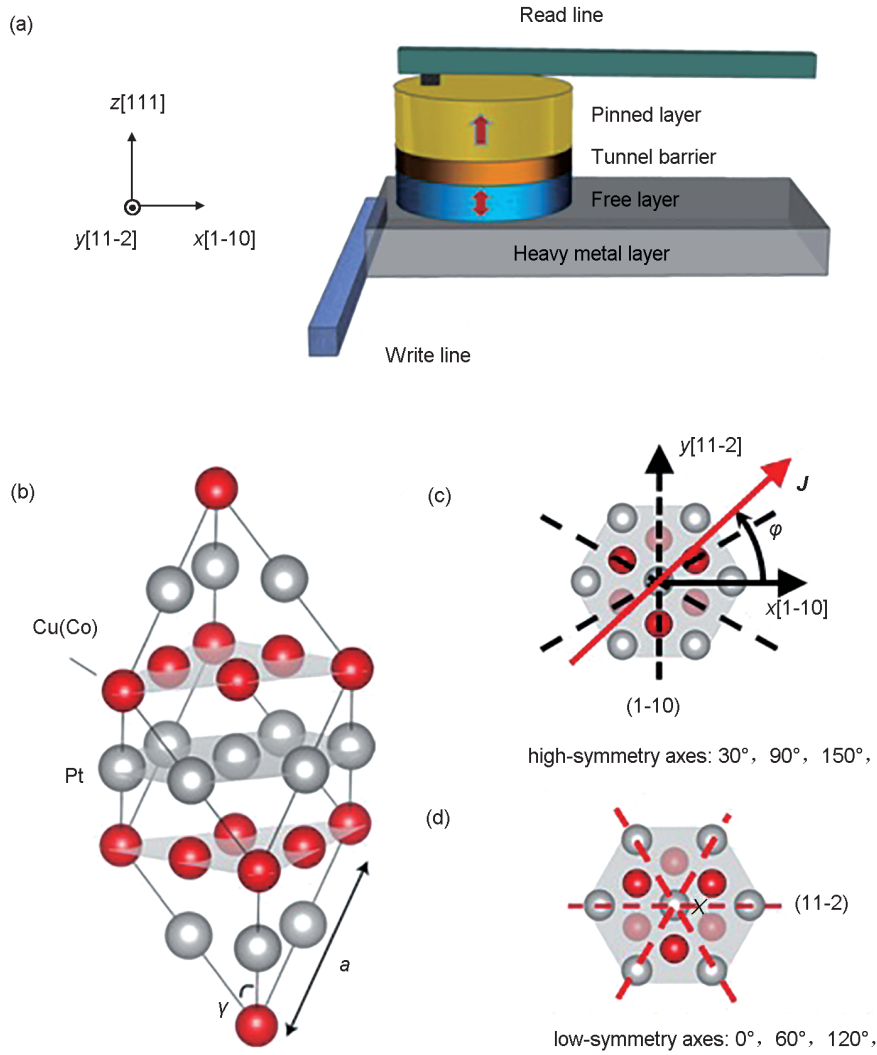 (a)
Read line
z[111]
Pinned layer
Tunnel barrier
Free layer
y[11-2]
x[1-10]
Heavy metal layer
Write line
(b)
Cu(Co)
Pt
a
γ
(c)
y[11-2]
J
φ
x[1-10]
(1-10)
high-symmetry axes: 30°, 90°, 150°,
(d)
X
(11-2)
low-symmetry axes: 0°, 60°, 120°,